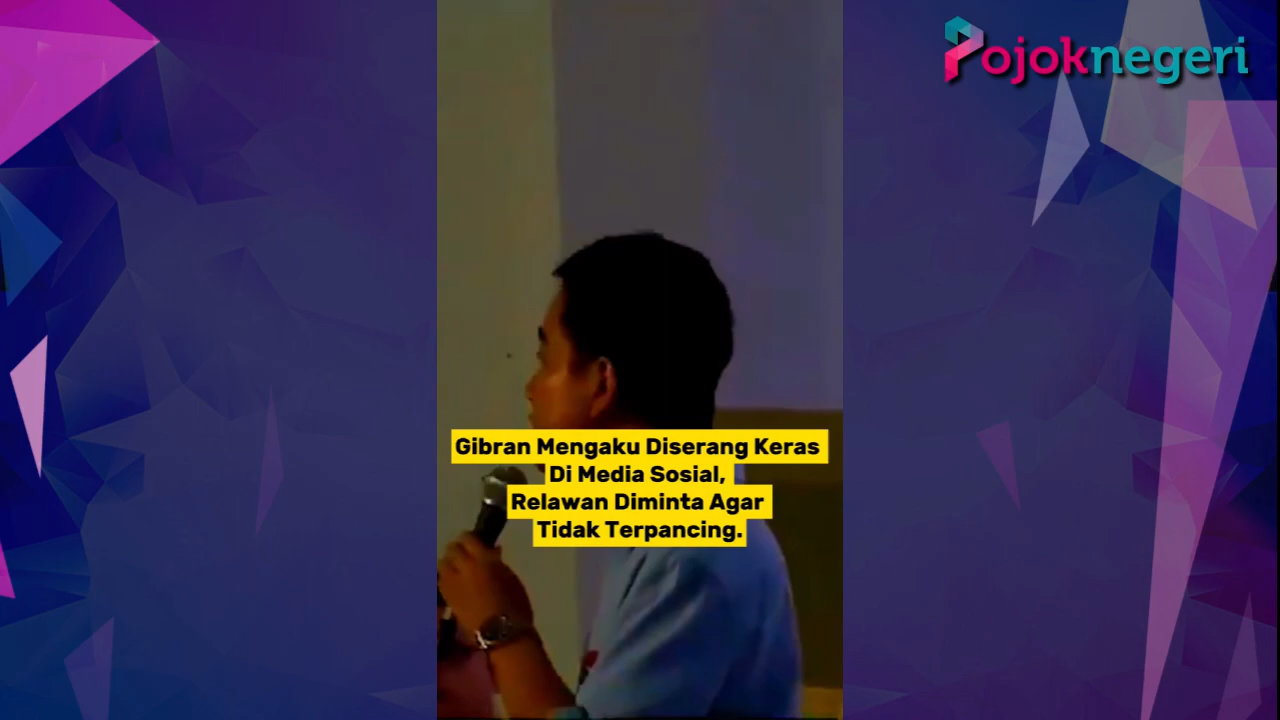 Pojoknegeri
Gibran Mengaku Diserang Keras
Di Media Sosial,
Relawan Diminta Agar
Tidak Terpancing.